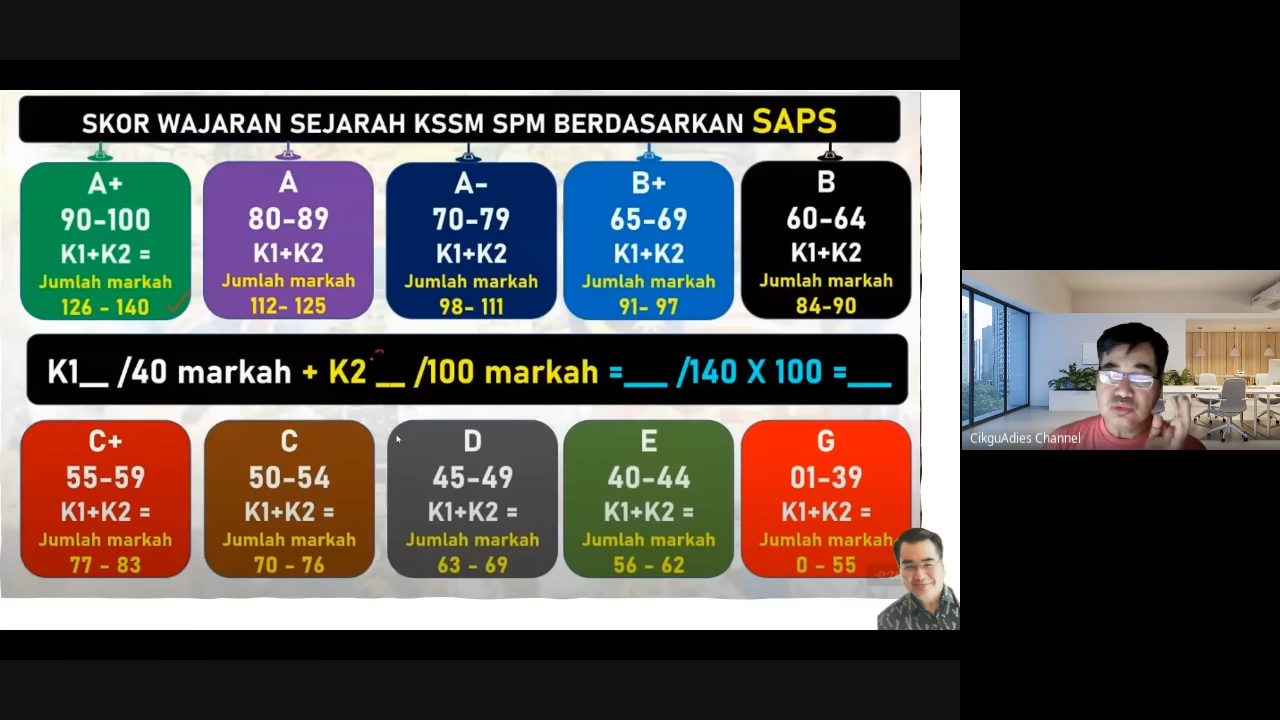 SKOR WAJARAN SEJARAH KSSM SPM BERDASARKAN SAPS
A+
90-100
K1+K2 =
Jumlah markah
126 - 140
A
80-89
K1+K2
Jumlah markah
112- 125
A-
70-79
K1+K2
Jumlah markah
98- 111
B+
65-69
K1+K2
Jumlah markah
91- 97
B
60-64
K1+K2
Jumlah markah
84-90
K1__ /40 markah + K2 __ /100 markah =___ /140 X 100 =___
C+
55-59
K1+K2 =
Jumlah markah
77 - 83
C
50-54
K1+K2 =
Jumlah markah
70 - 76
D
45-49
K1+K2 =
Jumlah markah
63 - 69
E
40-44
K1+K2 =
Jumlah markah
56 - 62
G
01-39
K1+K2 =
Jumlah markah
0 - 55
CikguAdies Channel